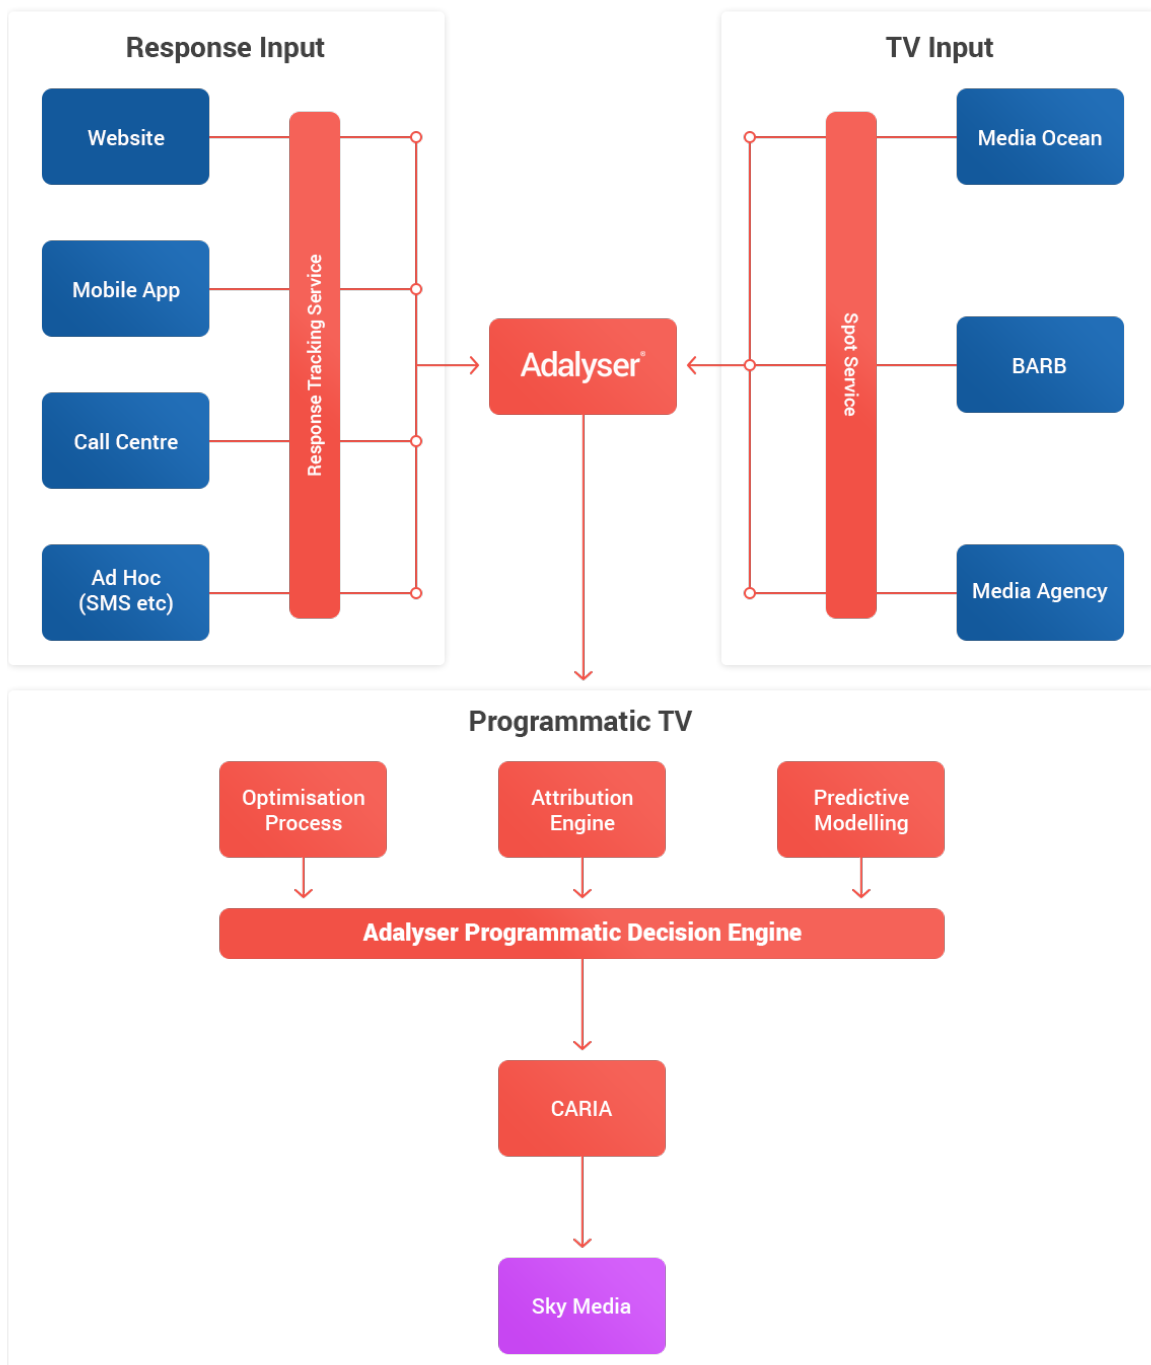 Response Input
Website
Mobile App
Call Centre
Ad Hoc
(SMS etc)
Response Tracking Service
Adalyser®
TV Input
Spot Service
Media Ocean
BARB
Media Agency
Programmatic TV
Optimisation
Process
Attribution
Engine
Predictive
Modelling
Adalyser Programmatic Decision Engine
CARIA
Sky Media